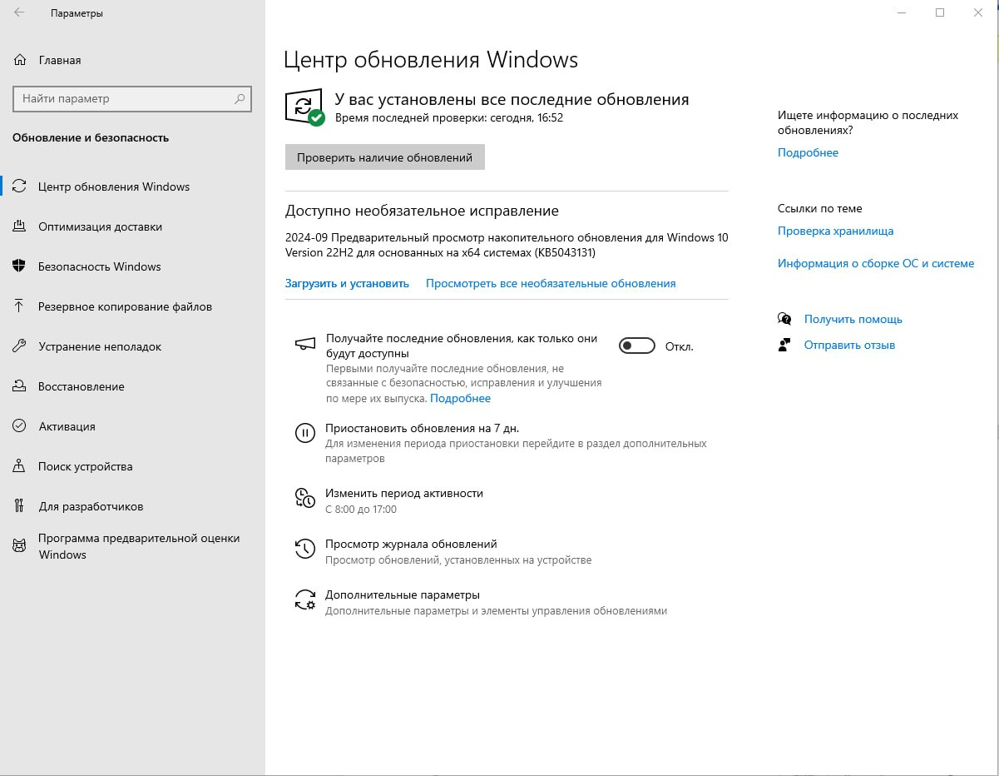 Параметры
Главная
Найти параметр
Обновление и безопасность
Центр обновления Windows
Оптимизация доставки
Безопасность Windows
Резервное копирование файлов
Устранение неполадок
Восстановление
Активация
Поиск устройства
Для разработчиков
Программа предварительной оценки
Windows
Центр обновления Windows
У вас установлены все последние обновления
Время последней проверки: сегодня, 16:52
Проверить наличие обновлений
Доступно необязательное исправление
2024-09 Предварительный просмотр накопительного обновления для Windows 10
Version 22H2 для основанных на x64 системах (KB5043131)
Загрузить и установить Просмотреть все необязательные обновления
Получайте последние обновления, как только они
будут доступны
Откл.
Первыми получайте последние обновления, не
связанные с безопасностью, исправления и улучшения
по мере их выпуска. Подробнее
Приостановить обновления на 7 дн.
Для изменения периода приостановки перейдите в раздел дополнительных
параметров
Изменить период активности
С 8:00 до 17:00
Просмотр журнала обновлений
Просмотр обновлений, установленных на устройстве
Дополнительные параметры
Дополнительные параметры и элементы управления обновлениями
Ищете информацию о последних
обновлениях?
Подробнее
Ссылки по теме
Проверка хранилища
Информация о сборке ОС и системе
Получить помощь
Отправить отзыв